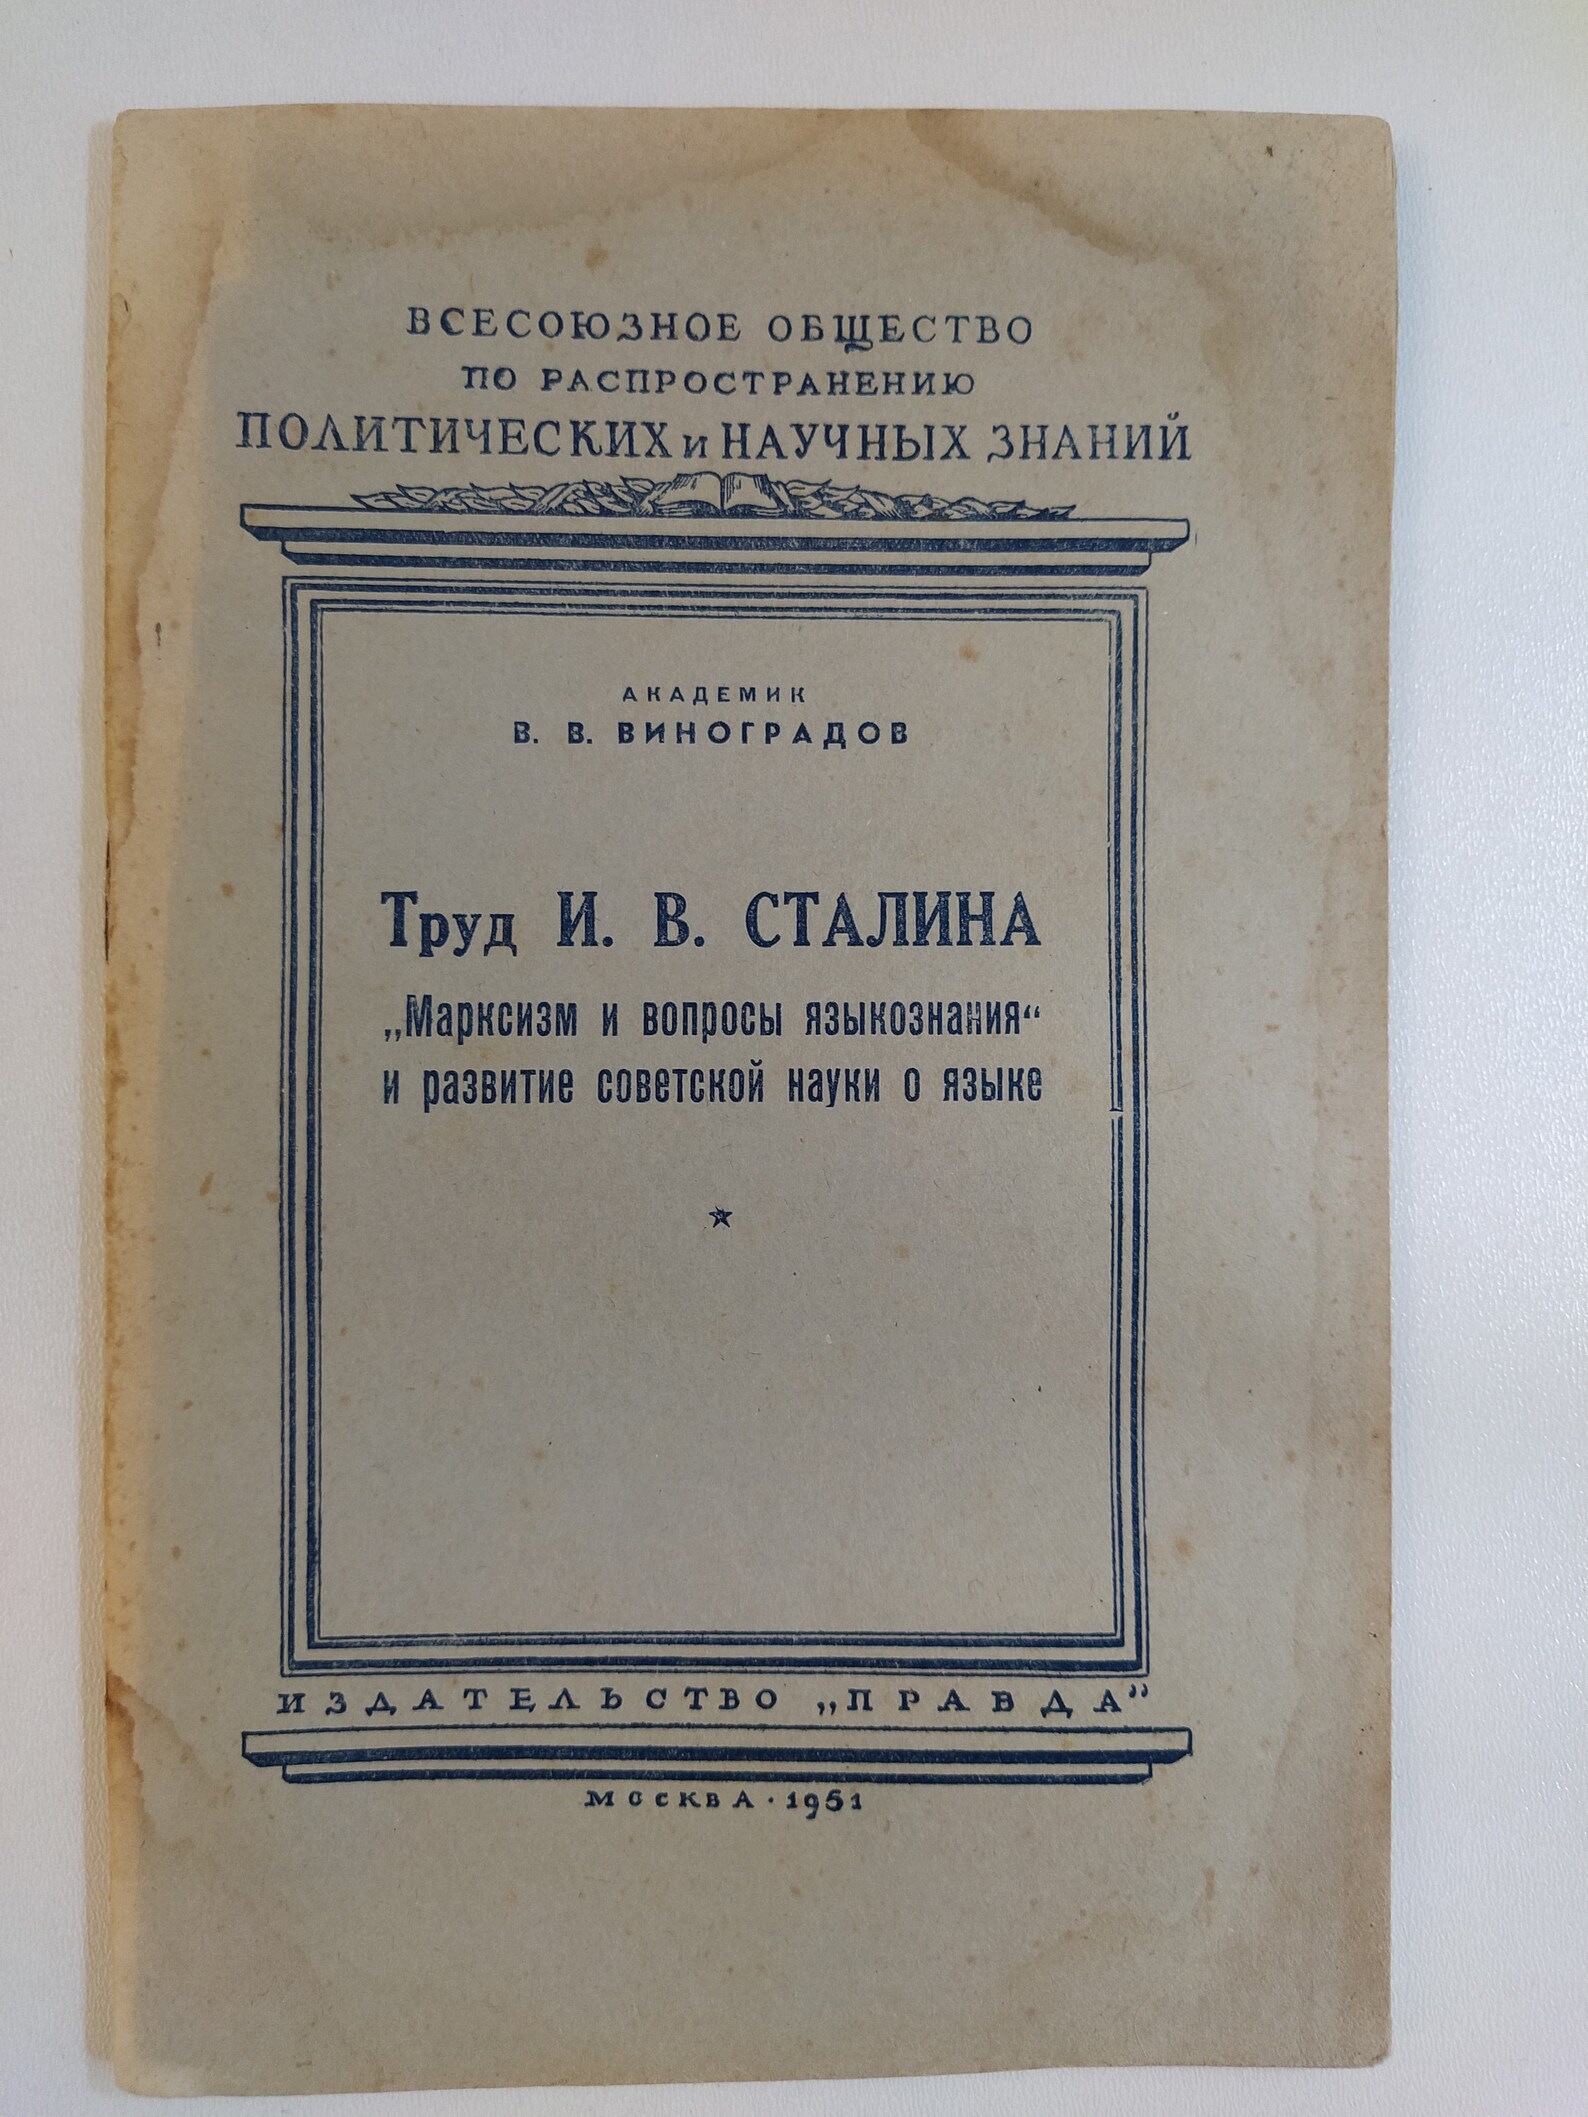 ВСЕСОЮЗНОЕ ОБЩЕСТВО
ПО РАСПРОСТРАНЕНИЮ
ПОЛИТИЧЕСКИХ и НАУЧНЫХ ЗНАНИЙ
АКАДЕМИК
В. В. ВИНОГРАДОВ
Труд И. В. СТАЛИНА
„Марксизм и вопросы языкознания“
и развитие советской науки о языке
ИЗДАТЕЛЬСТВО „ПРАВДА”
МОСКВА · 1951